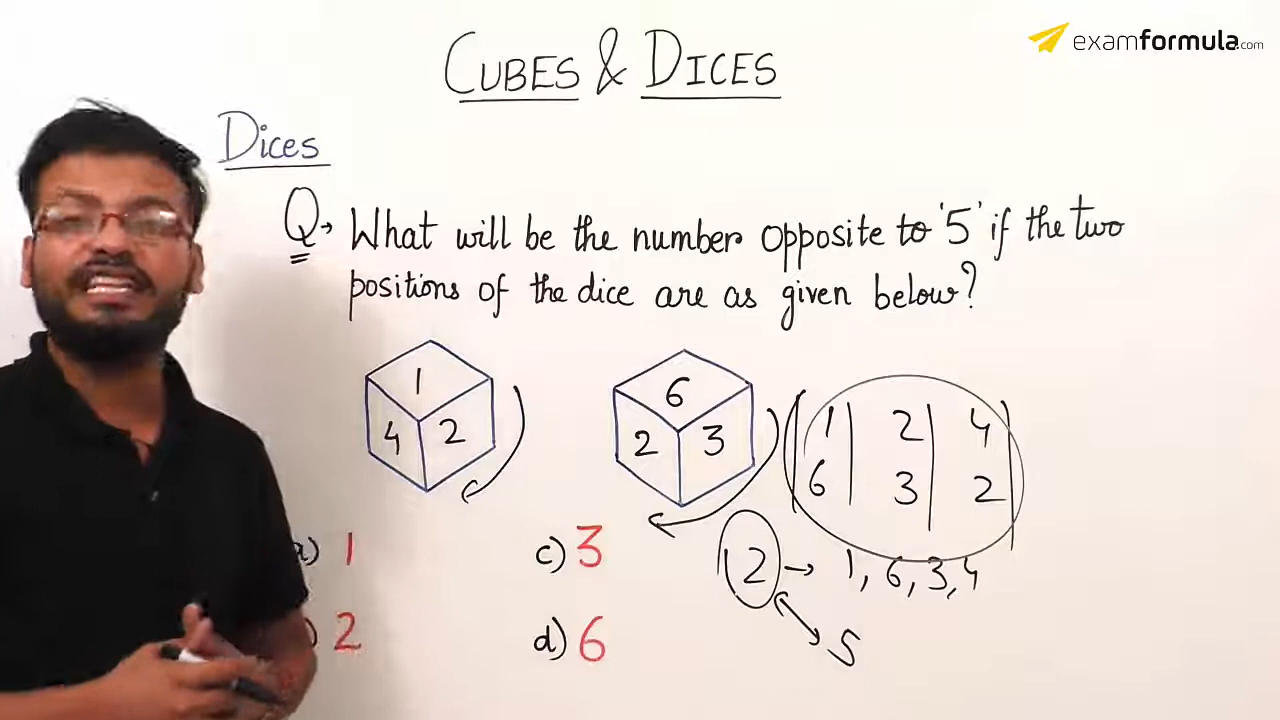 examformula.com
CUBES & DICES
Dices
Q→ What will be the number opposite to '5' if the two
positions of the dice are as given below?
1
4 2
6
2 3
1 2 4
6 3 2
2 → 1, 6, 3, 4
5
a) 1
c) 3
) 2
d) 6